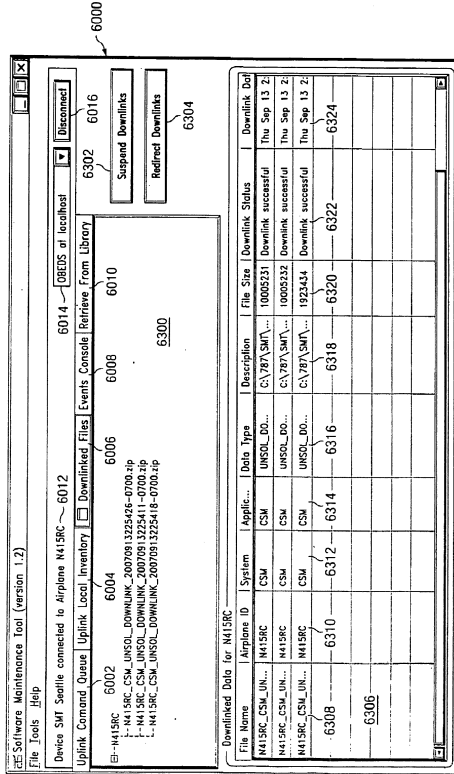 Software Maintenance Tool (version 1.2)
File Tools Help
6000
Device SMT Seattle connected to Airplane N415RC 6012
6014 OBEDS at localhost Disconnect
6016
Uplink Command Queue Uplink Local Inventory Downlinked Files Events Console Retrieve From Library
6002 6004 6006 6008 6010
6302
Suspend Downlinks
Redirect Downlinks
6304
N415RC
N415RC_CSM_UNSOL_DOWNLINK_20070913225426-0700.zip
N415RC_CSM_UNSOL_DOWNLINK_20070913225411-0700.zip
N415RC_CSM_UNSOL_DOWNLINK_20070913225418-0700.zip
6300
Downlinked Data for N415RC
File Name Airplane ID System Applic... Data Type Description File Size Downlink Status Downlink Dat
N415RC_CSM_UN... N415RC CSM CSM UNSOL_DO... C:\787\SMT\... 10005231 Downlink successful Thu Sep 13 2:
N415RC_CSM_UN... N415RC CSM CSM UNSOL_DO... C:\787\SMT\... 10005232 Downlink successful Thu Sep 13 2:
N415RC_CSM_UN... N415RC CSM CSM UNSOL_DO... C:\787\SMT\... 1923434 Downlink successful Thu Sep 13 2:
6308 6310 6312 6314 6316 6318 6320 6322 6324
6306